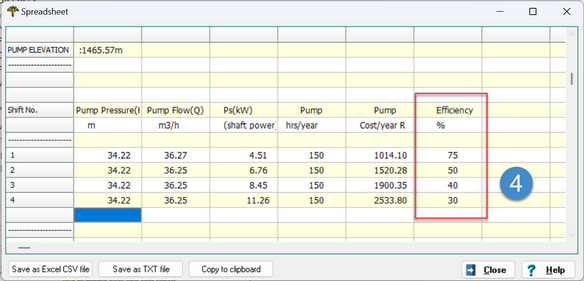 Spreadsheet
PUMP ELEVATION :1465.57m
-----------------------
Shift No. Pump Pressure(H Pump Flow(Q) Ps(kW) Pump Pump Efficiency
m m3/h (shaft power) hrs/year Cost/year R %
-----------------------
1 34.22 36.27 4.51 150 1014.10 75
2 34.22 36.25 6.76 150 1520.28 50
3 34.22 36.25 8.45 150 1900.35 40
4 34.22 36.25 11.26 150 2533.80 30
4
-----------------------
Save as Excel CSV file Save as TXT file Copy to clipboard Close ? Help